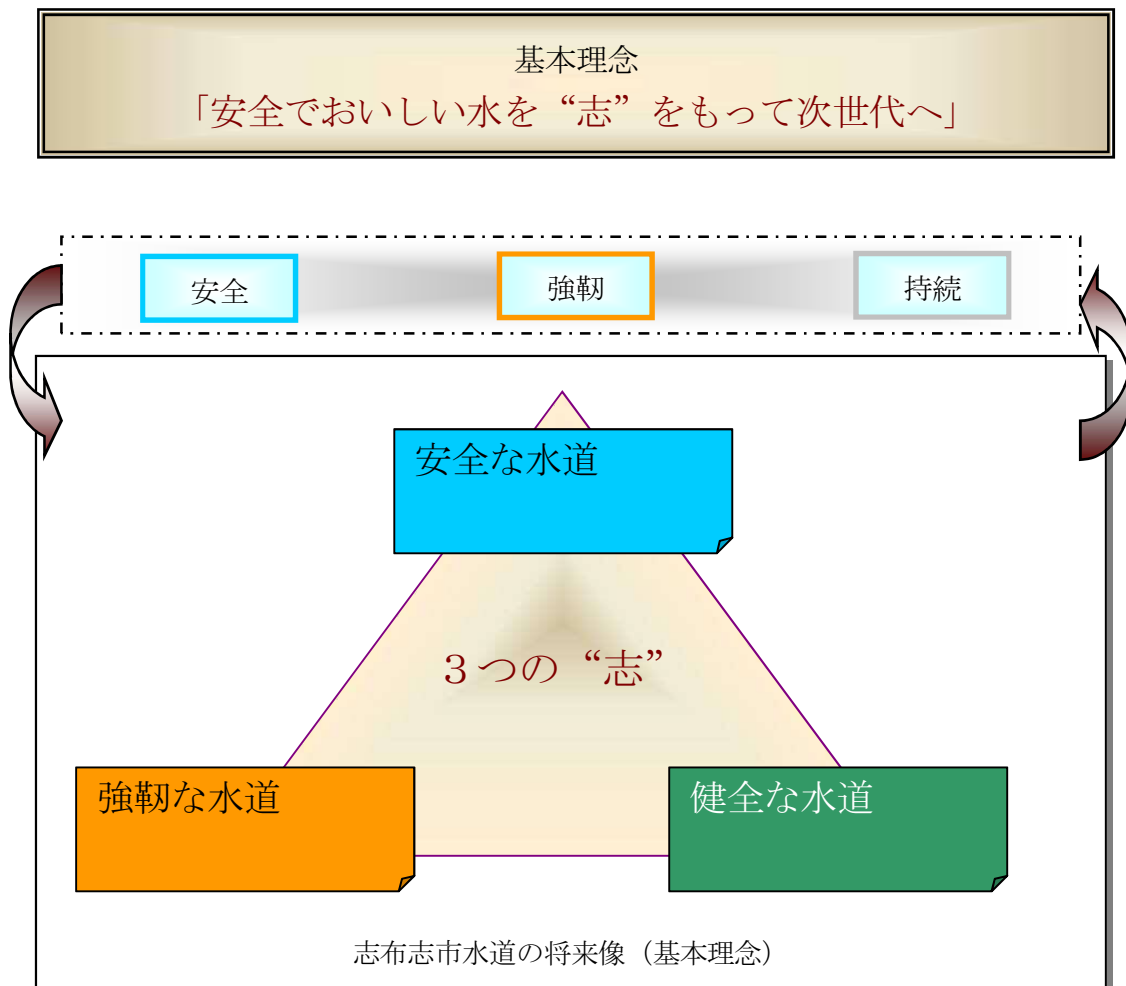 基本理念
「安全でおいしい水を“志”をもって次世代へ」
安全
強靭
持続
安全な水道
３つの“志”
強靭な水道
健全な水道
志布志市水道の将来像（基本理念）